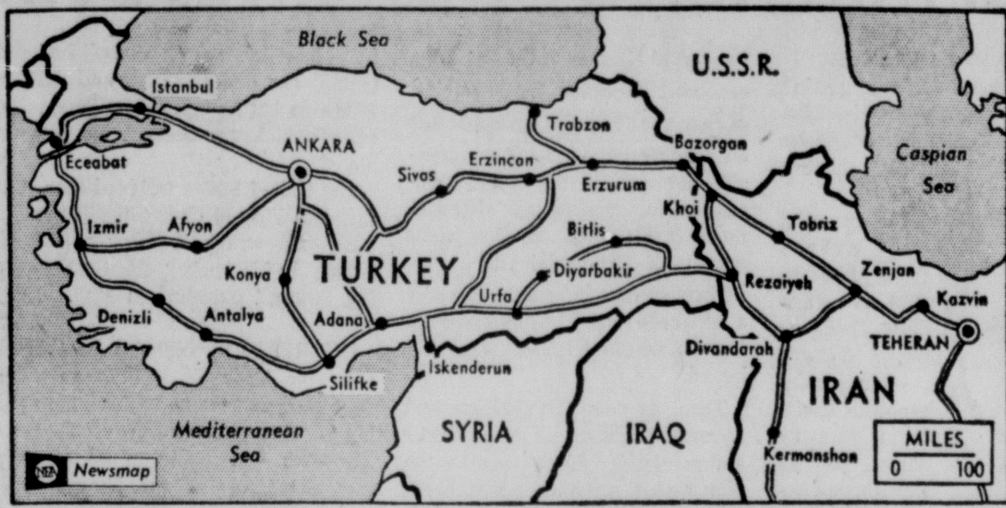 Black Sea
U.S.S.R.
Istanbul
Trabzon
Caspian
Sea
Eceabat
ANKARA
Erzincan
Bazorgan
Sivas
Erzurum
Khoi
Izmir
Afyon
Bitlis
Tabriz
Konya
TURKEY
Diyarbakir
Zenjan
Urfa
Rezaiyeh
Kazvin
Denizli
Antalya
Adana
Divandarah
TEHERAN
Silifke
Iskenderun
IRAN
Mediterranean
Sea
SYRIA
IRAQ
MILES
0 100
Kermanshan
NEA Newsmap